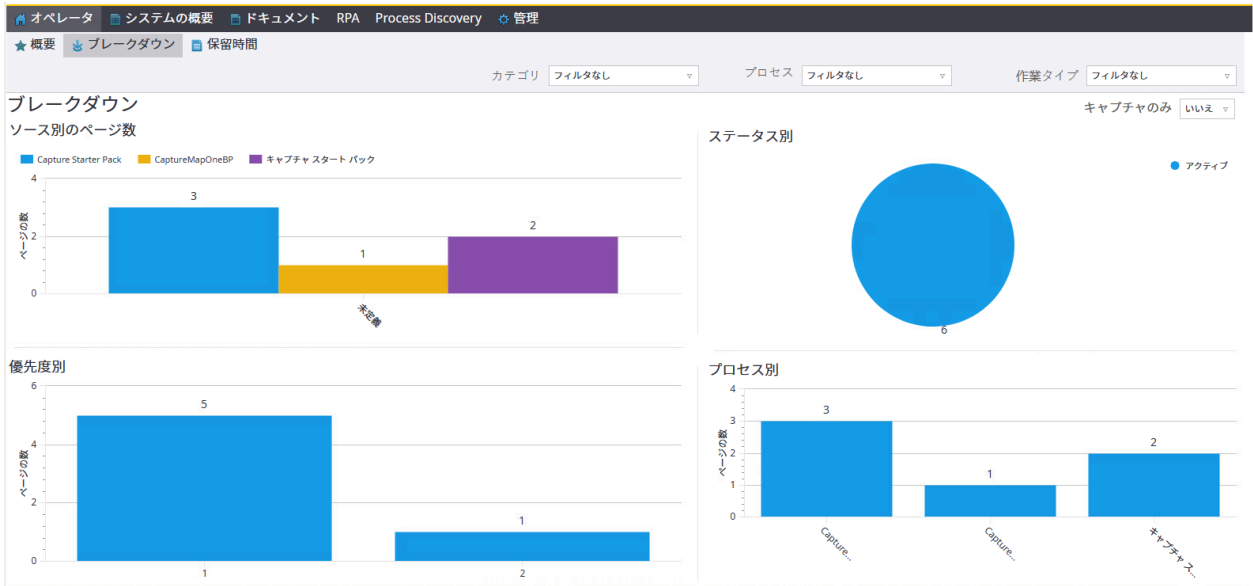 オペレータ システムの概要 ドキュメント RPA Process Discovery 管理
概要 ブレークダウン 保留時間
カテゴリ フィルタなし プロセス フィルタなし 作業タイプ フィルタなし
ブレークダウン
キャプチャのみ いいえ
ソース別のページ数
Capture Starter Pack CaptureMapOneBP キャプチャ スタート パック
ページの数
4
2
0
3
1
2
未定義
ステータス別
アクティブ
6
優先度別
ページの数
6
4
2
0
5
1
1
2
プロセス別
ページの数
4
3
2
1
0
3
1
2
Capture...
Capture...
キャプチャ ス...